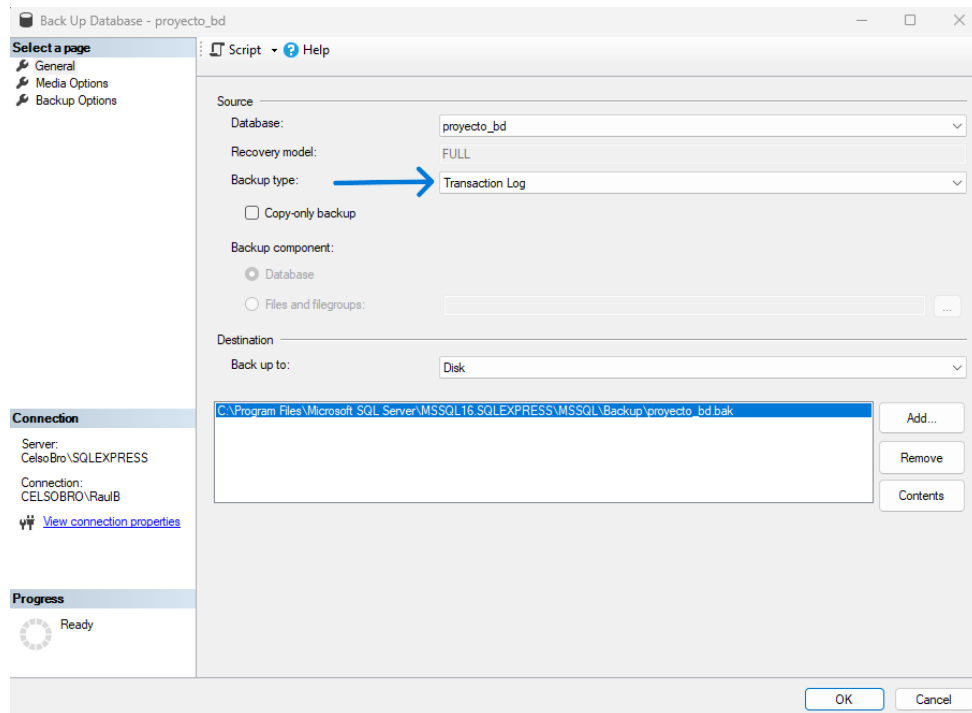 Back Up Database - proyecto_bd
Select a page
General
Media Options
Backup Options
Script
Help
Source
Database:
proyecto_bd
Recovery model:
FULL
Backup type:
Transaction Log
Copy-only backup
Backup component:
Database
Files and filegroups:
...
Destination
Back up to:
Disk
C:\Program Files\Microsoft SQL Server\MSSQL16.SQLEXPRESS\MSSQL\Backup\proyecto_bd.bak
Add...
Remove
Contents
Connection
Server:
CelsoBro\SQLEXPRESS
Connection:
CELSOBRO\RaulB
View connection properties
Progress
Ready
OK
Cancel